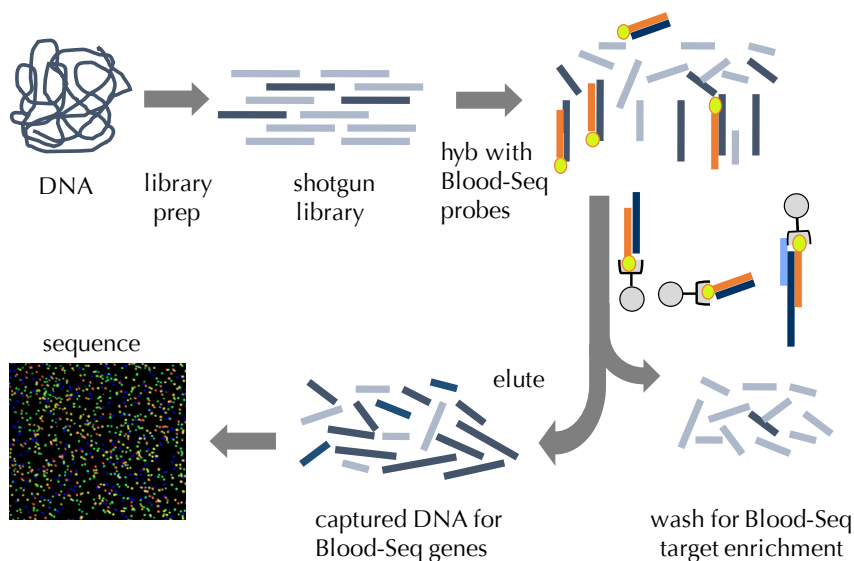 DNA
library
prep
shotgun
library
hyb with
Blood-Seq
probes
sequence
elute
captured DNA for
Blood-Seq genes
wash for Blood-Seq
target enrichment